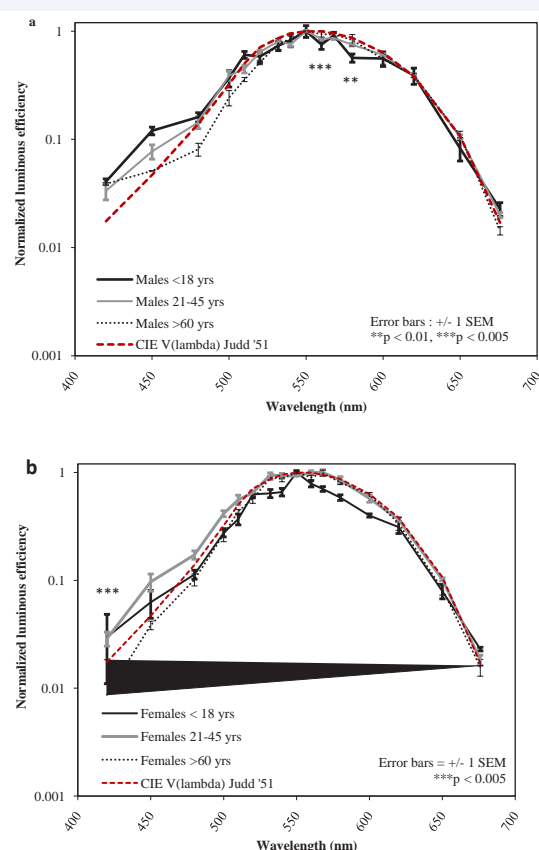 a
1
0.1
0.01
0.001
Normalized luminous efficiency
***
**
Males <18 yrs
Males 21-45 yrs
Males >60 yrs
CIE V(lambda) Judd '51
Error bars : +/- 1 SEM
**p < 0.01, ***p < 0.005
400 450 500 550 600 650 700
Wavelength (nm)
b
1
0.1
0.01
0.001
Normalized luminous efficiency
***
Females < 18 yrs
Females 21-45 yrs
Females >60 yrs
CIE V(lambda) Judd '51
Error bars = +/- 1 SEM
***p < 0.005
400 450 500 550 600 650 700
Wavelength (nm)